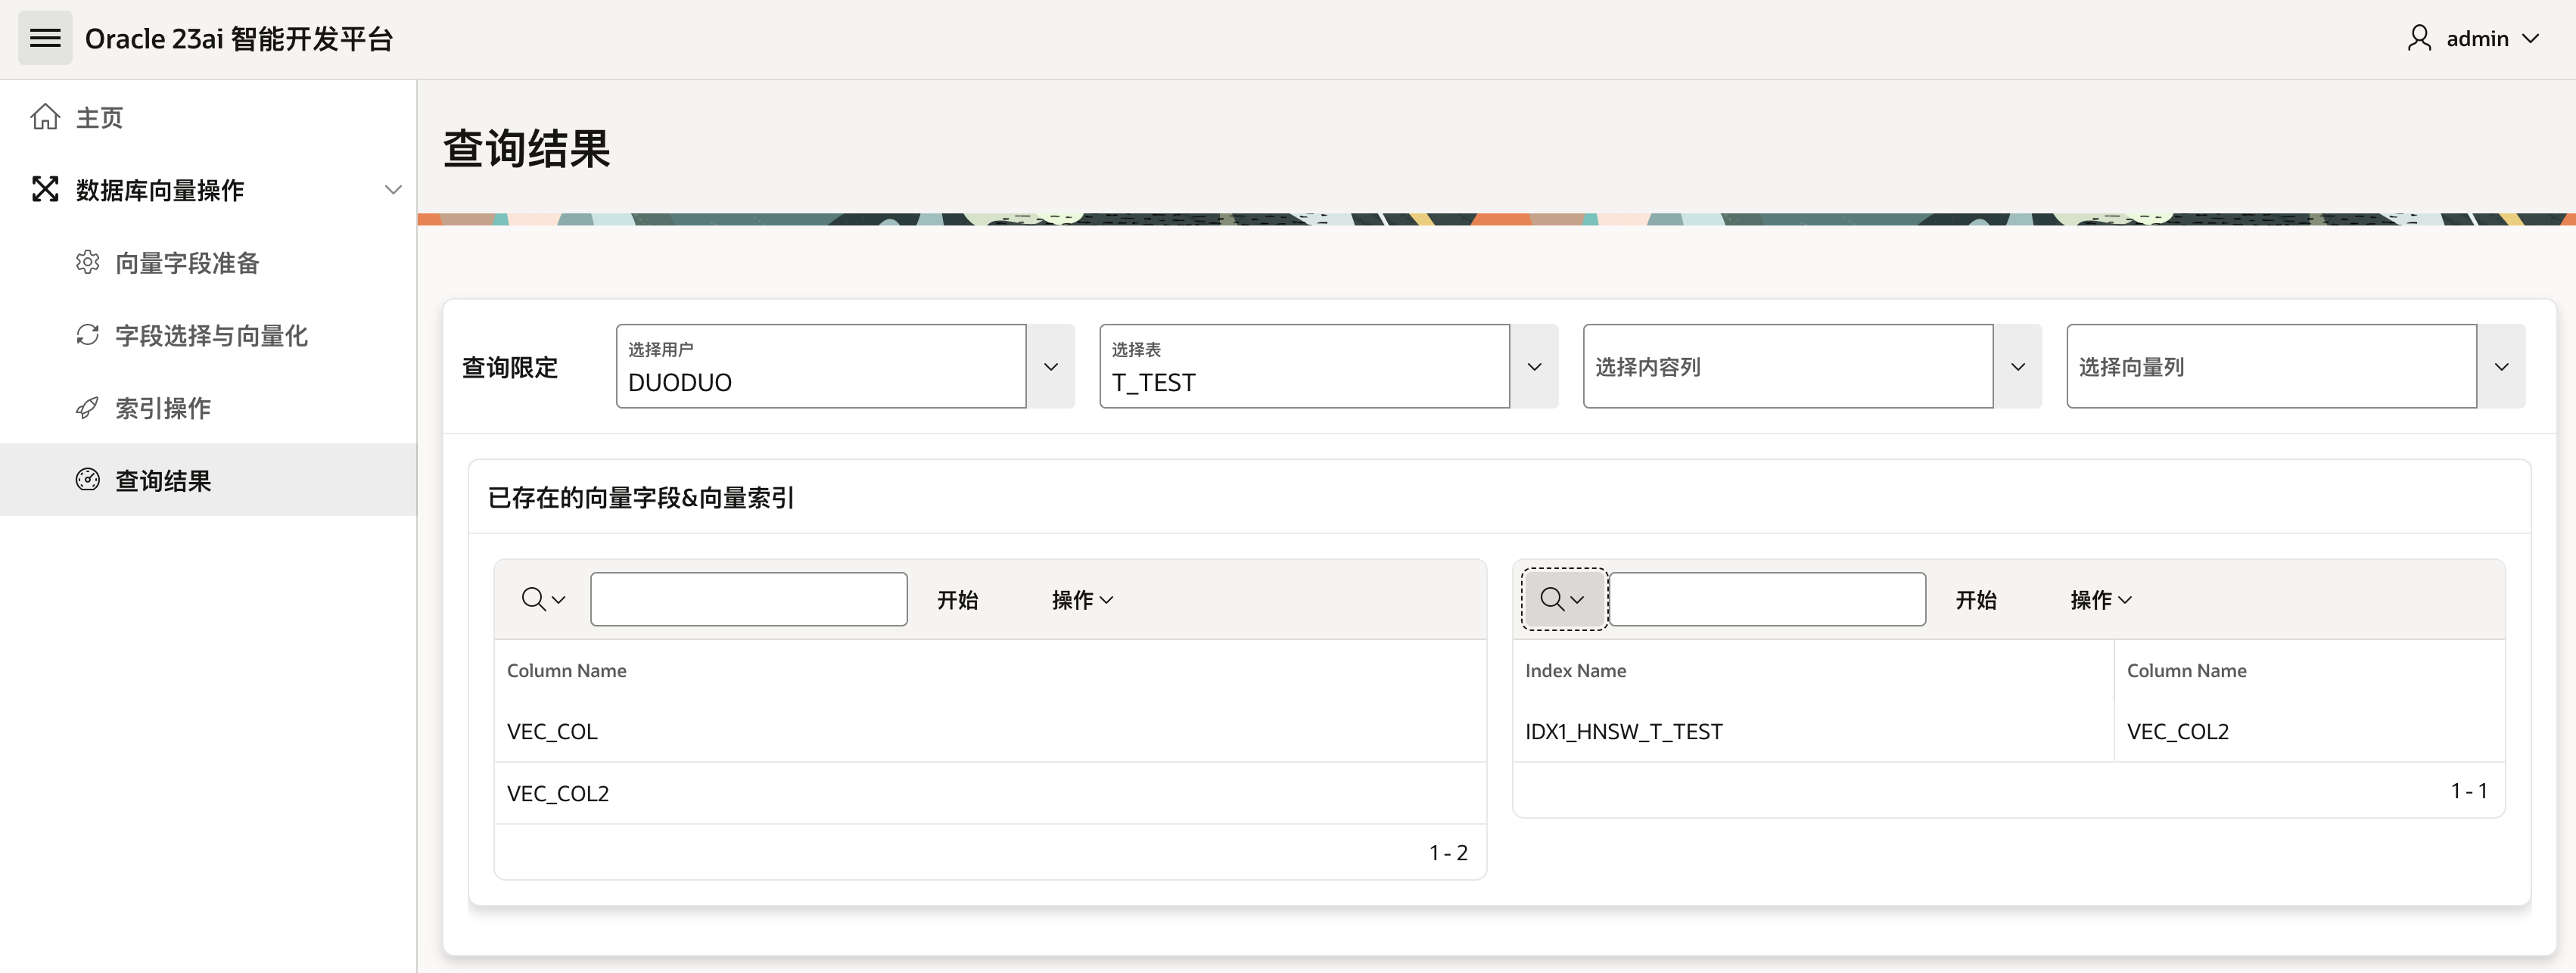 Oracle 23ai 智能开发平台
admin
主页
数据库向量操作
向量字段准备
字段选择与向量化
索引操作
查询结果
查询结果
查询限定
选择用户
DUODUO
选择表
T_TEST
选择内容列
选择向量列
已存在的向量字段&向量索引
开始
操作
Column Name
VEC_COL
VEC_COL2
1 - 2
开始
操作
Index Name
Column Name
IDX1_HNSW_T_TEST
VEC_COL2
1 - 1